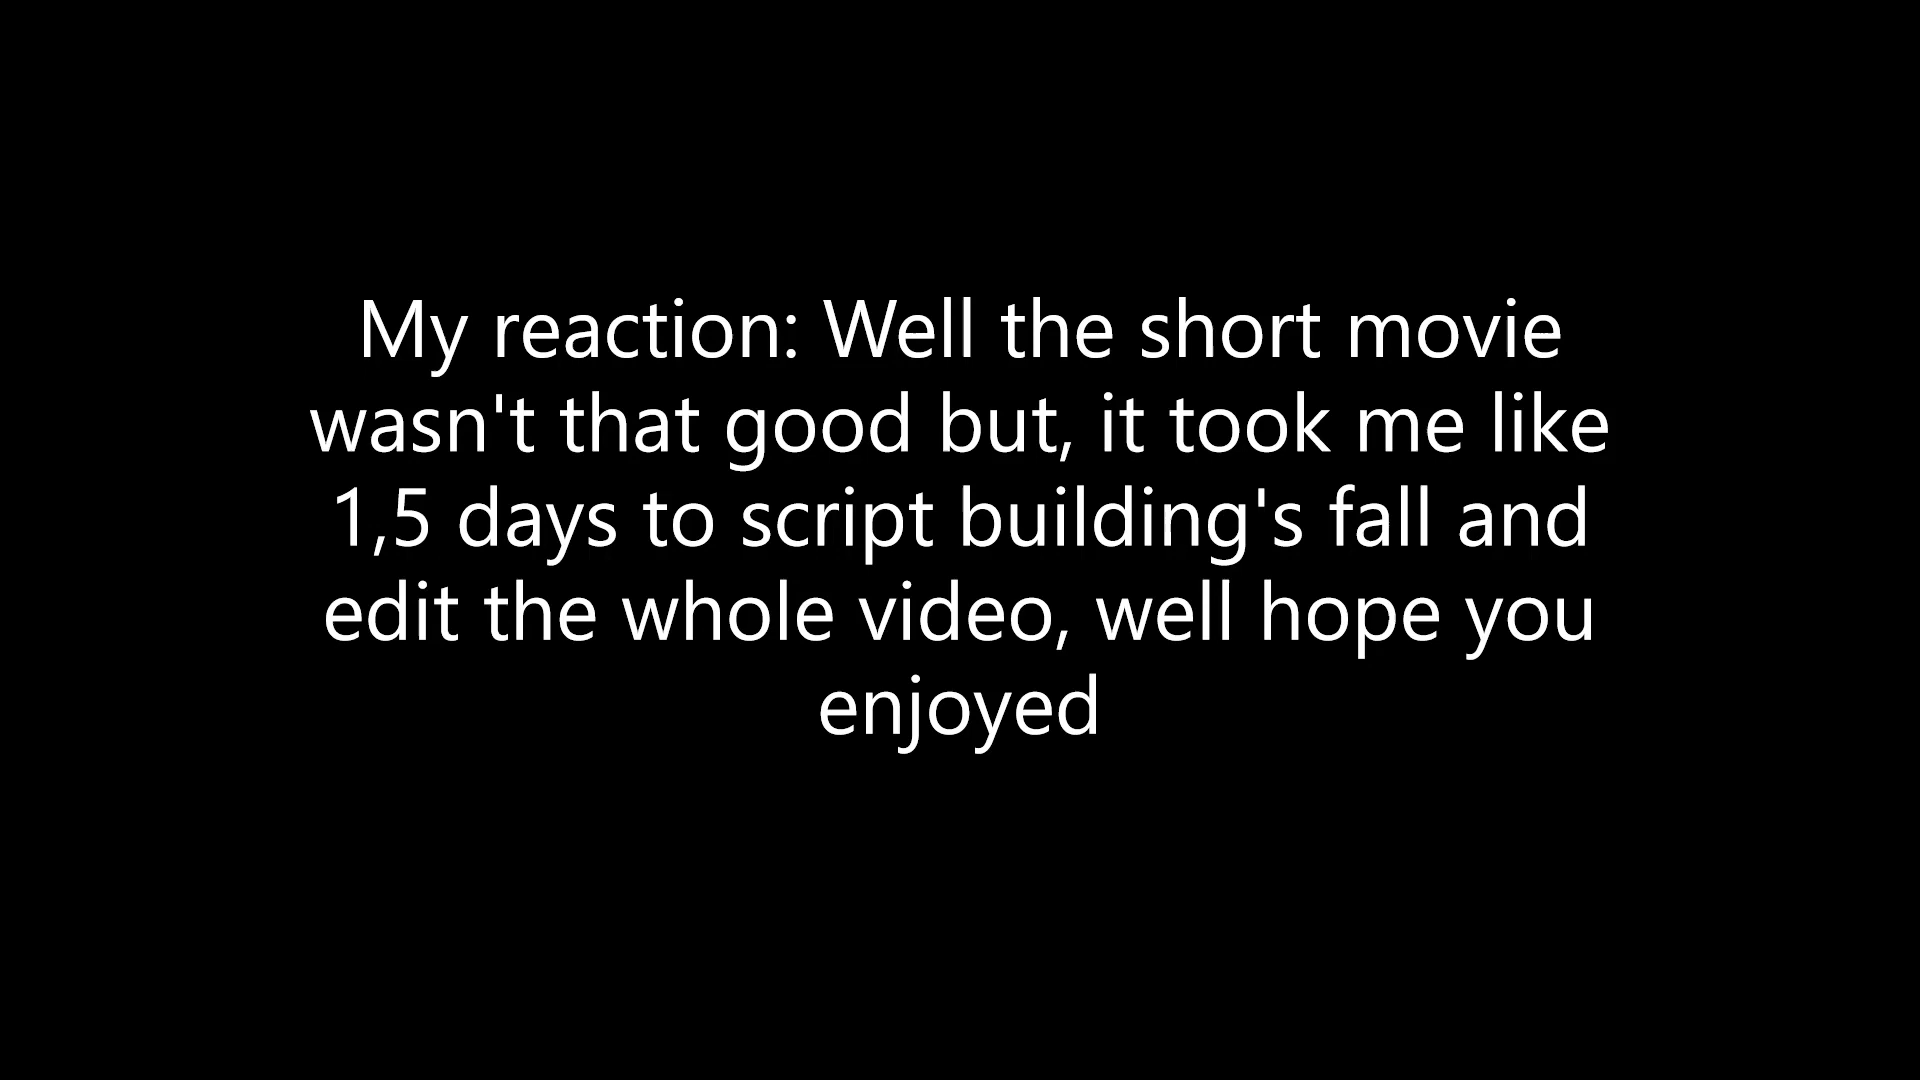 My reaction: Well the short movie
wasn't that good but, it took me like
1,5 days to script building's fall and
edit the whole video, well hope you
enjoyed